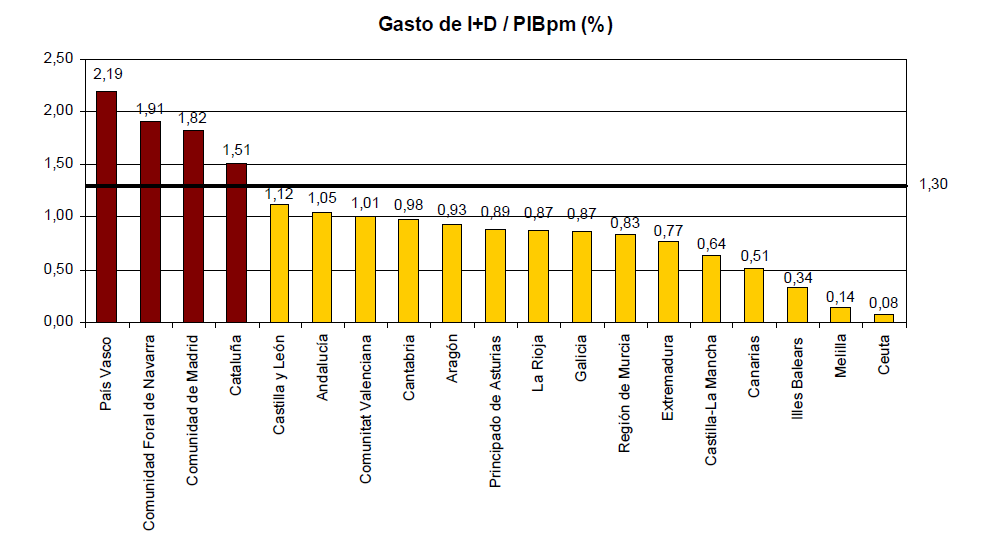 Gasto de I+D / PIBpm (%)
2,50
2,00
1,50
1,00
0,50
0,00
2,19
1,91
1,82
1,51
1,12
1,05
1,01
0,98
0,93
0,89
0,87
0,87
0,83
0,77
0,64
0,51
0,34
0,14
0,08
1,30
País Vasco
Comunidad Foral de Navarra
Comunidad de Madrid
Cataluña
Castilla y León
Andalucía
Comunitat Valenciana
Cantabria
Aragón
Principado de Asturias
La Rioja
Galicia
Región de Murcia
Extremadura
Castilla-La Mancha
Canarias
Illes Balears
Melilla
Ceuta